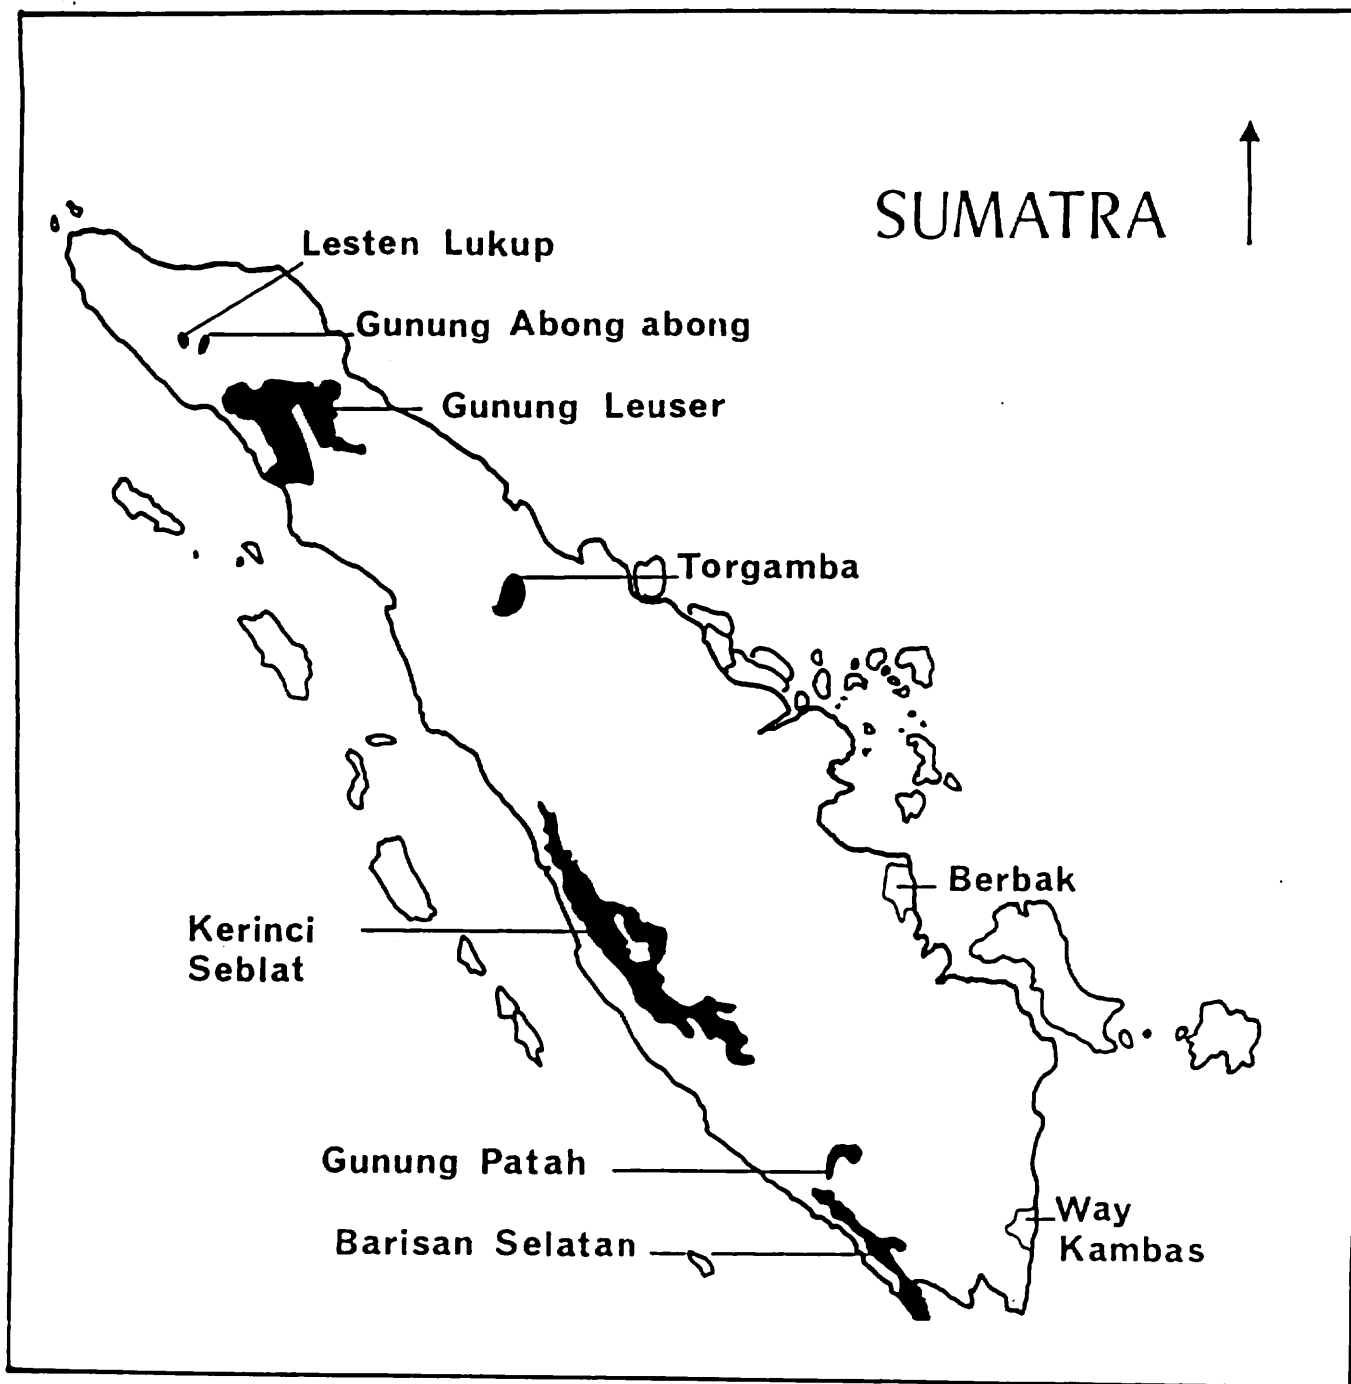 SUMATRA
Lesten Lukup
Gunung Abong abong
Gunung Leuser
Torgamba
Berbak
Kerinci
Seblat
Gunung Patah
Way
Kambas
Barisan Selatan